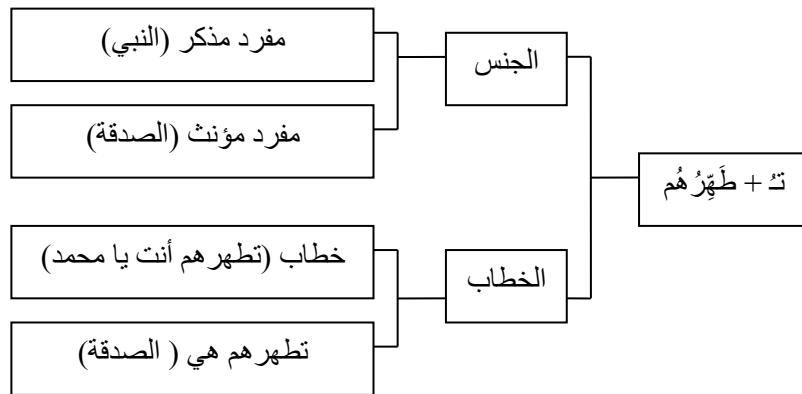 تـُ + طَهِّرُهُم
الجنس
مفرد مذكر (النبي)
مفرد مؤنث (الصدقة)
الخطاب
خطاب (تطهرهم أنت يا محمد)
تطهرهم هي ( الصدقة)